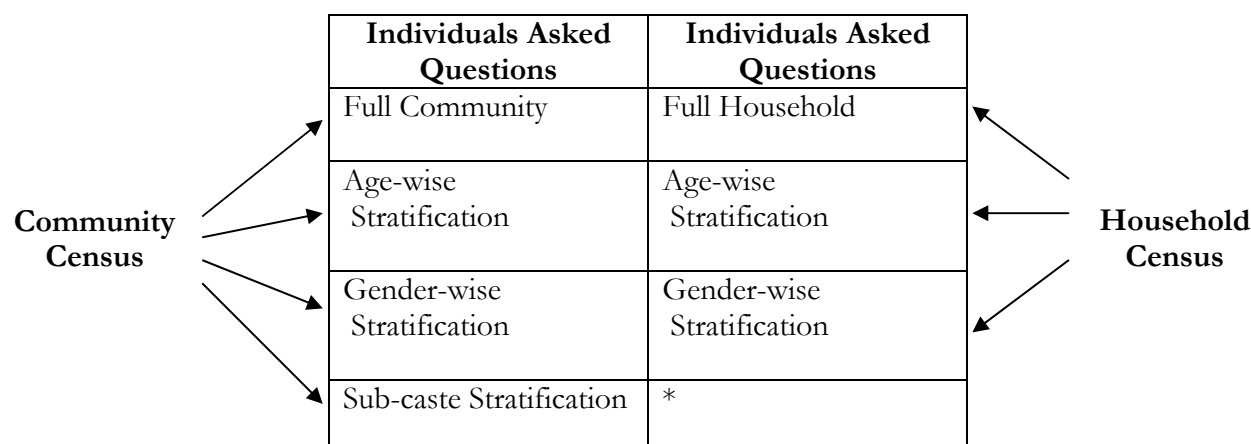 Individuals Asked
Questions
Individuals Asked
Questions
Full Community
Full Household
Age-wise
Stratification
Age-wise
Stratification
Community
Census
Household
Census
Gender-wise
Stratification
Gender-wise
Stratification
Sub-caste Stratification
*